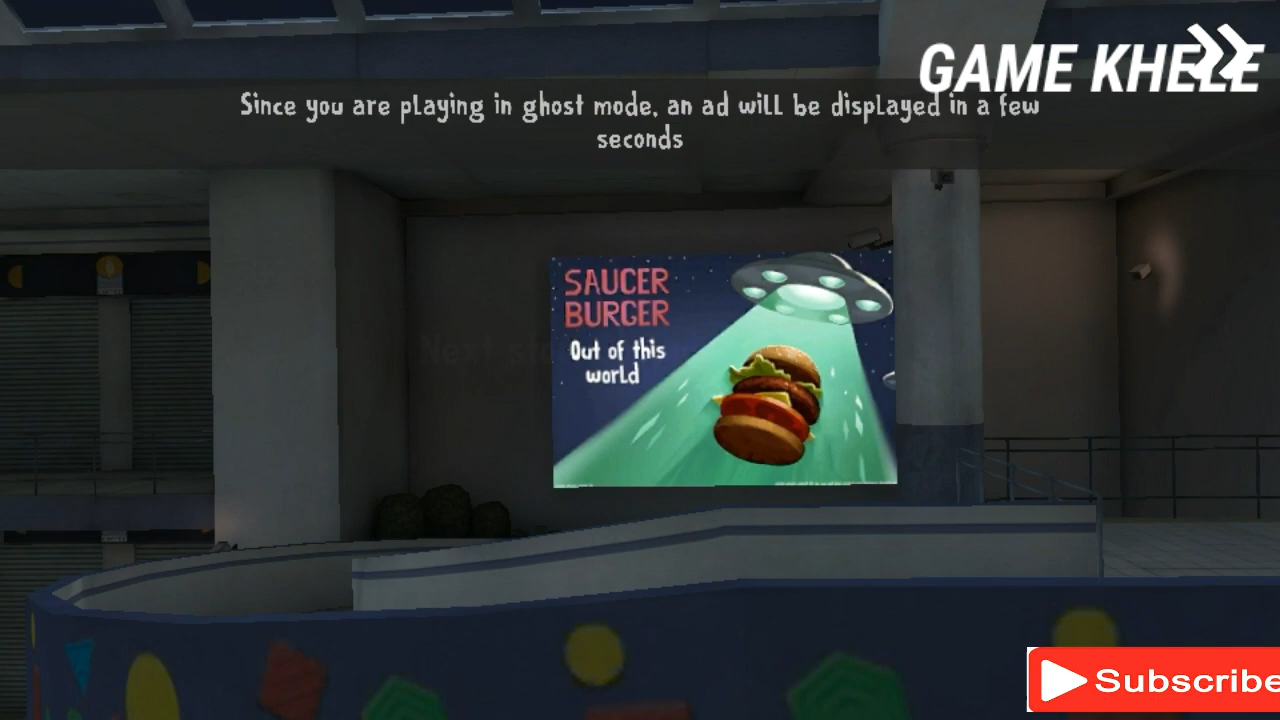 GAME KHELE
Since you are playing in ghost mode, an ad will be displayed in a few
seconds
SAUCER
BURGER
Out of this
world
Subscribe